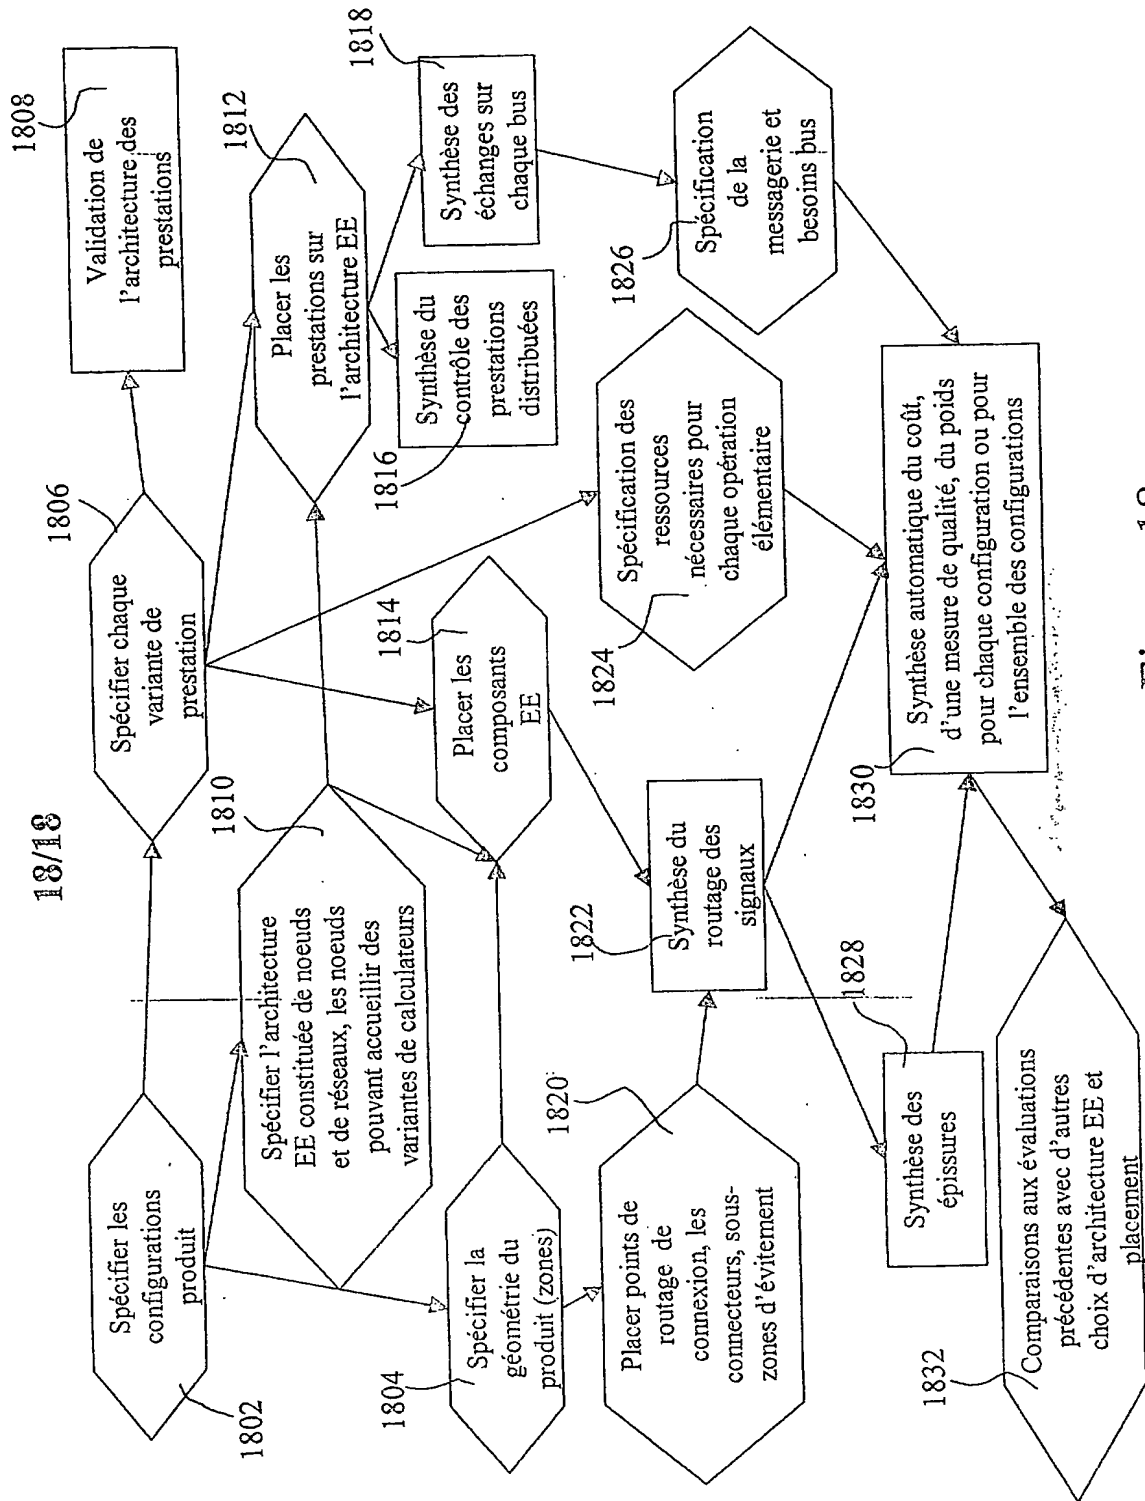 18/18
1802
Spécifier les
configurations
produit
1806
Spécifier chaque
variante de
prestation
1808
Validation de
l'architecture des
prestations
1810
Spécifier l'architecture
EE constituée de noeuds
et de réseaux, les noeuds
pouvant accueillir des
variantes de calculateurs
1812
Placer les
prestations sur
l'architecture EE
1804
Spécifier la
géométrie du
produit (zones)
1814
Placer les
composants
EE
1816
Synthèse du
contrôle des
prestations
distribuées
1818
Synthèse des
échanges sur
chaque bus
1820
Placer points de
routage de
connexion, les
connecteurs, sous-
zones d'évitement
1822
Synthèse du
routage des
signaux
1824
Spécification des
ressources
nécessaires pour
chaque opération
élémentaire
1826
Spécification
de la
messagerie et
besoins bus
1828
Synthèse des
épissures
1830
Synthèse automatique du coût,
d'une mesure de qualité, du poids
pour chaque configuration ou pour
l'ensemble des configurations
1832
Comparaisons aux évaluations
précédentes avec d'autres
choix d'architecture EE et
placement